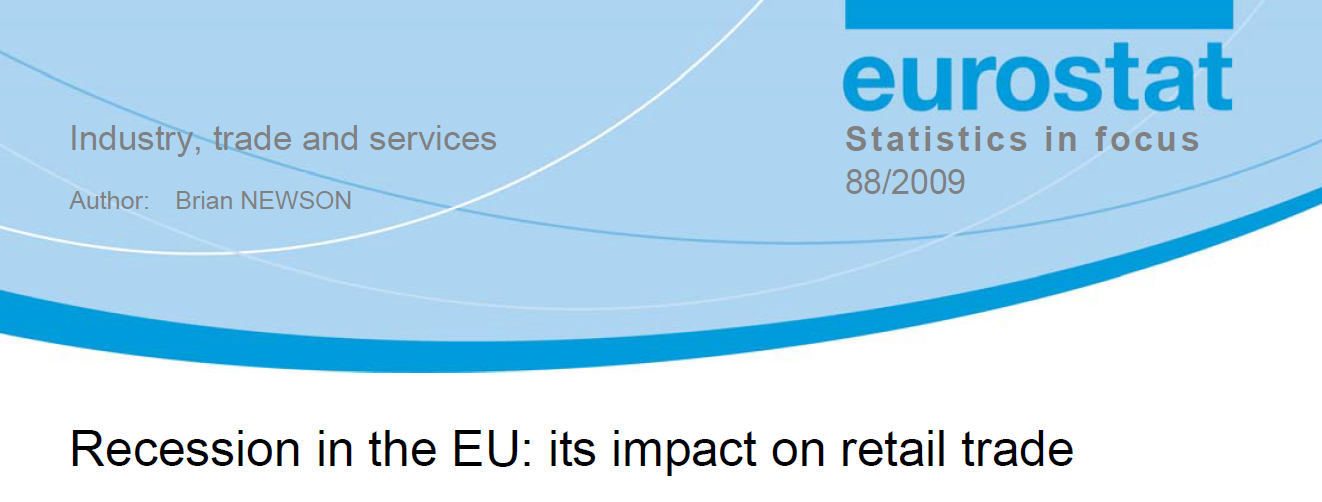 eurostat
Industry, trade and services
Statistics in focus
88/2009
Author: Brian NEWSON
Recession in the EU: its impact on retail trade